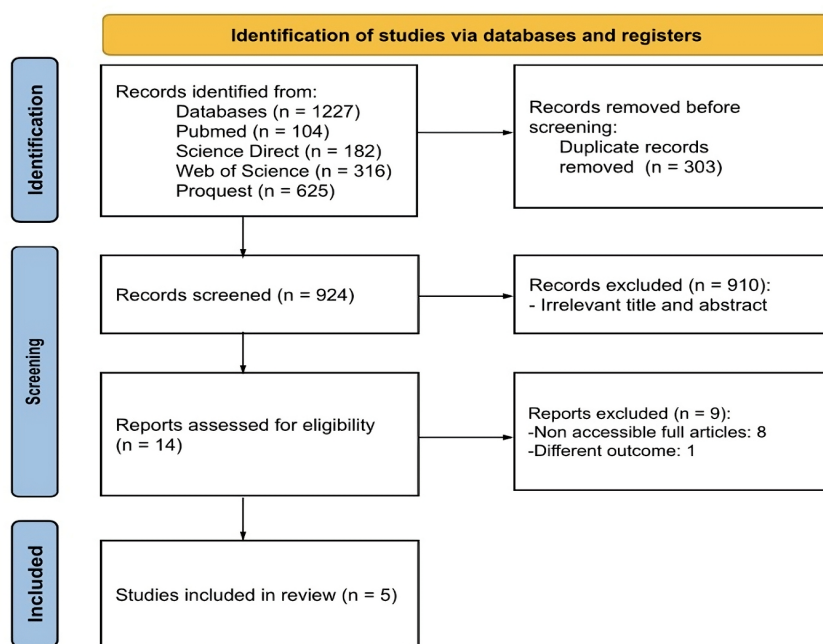 Identification of studies via databases and registers
Identification
Records identified from:
Databases (n = 1227)
Pubmed (n = 104)
Science Direct (n = 182)
Web of Science (n = 316)
Proquest (n = 625)
Records removed before
screening:
Duplicate records
removed (n = 303)
Screening
Records screened (n = 924)
Records excluded (n = 910):
- Irrelevant title and abstract
Reports assessed for eligibility
(n = 14)
Reports excluded (n = 9):
-Non accessible full articles: 8
-Different outcome: 1
Included
Studies included in review (n = 5)